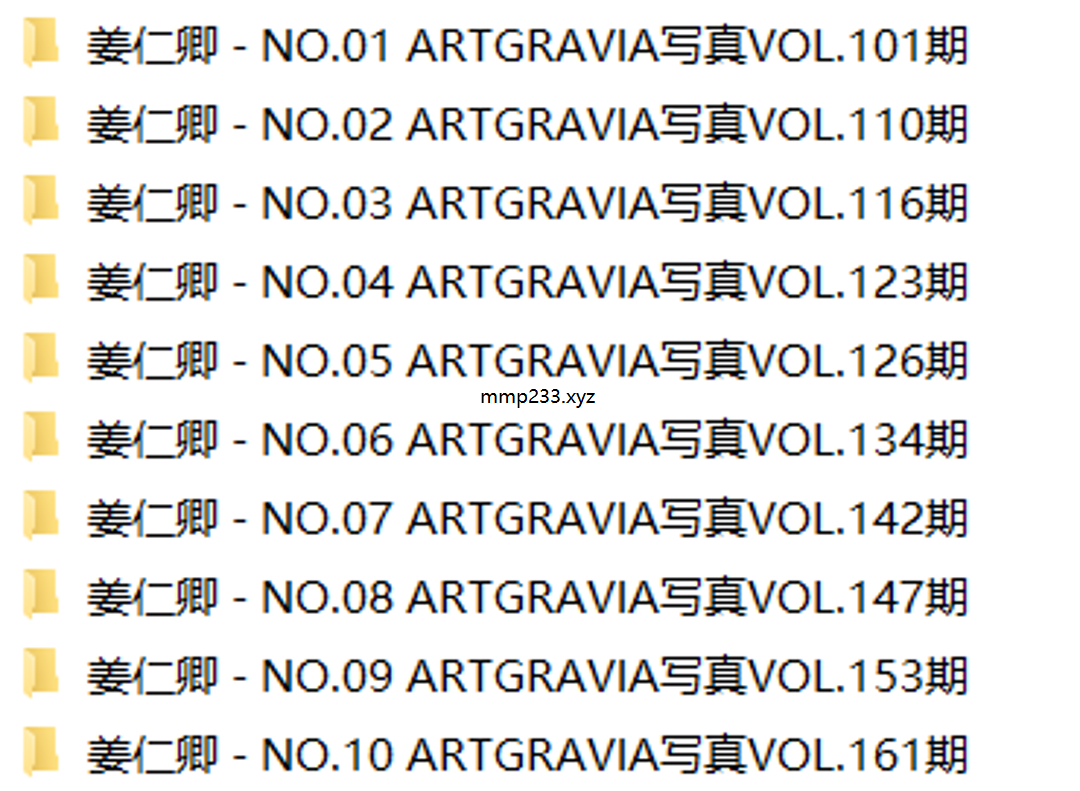 姜仁卿 - NO.01 ARTGRAVIA写真VOL.101期
姜仁卿 - NO.02 ARTGRAVIA写真VOL.110期
姜仁卿 - NO.03 ARTGRAVIA写真VOL.116期
姜仁卿 - NO.04 ARTGRAVIA写真VOL.123期
姜仁卿 - NO.05 ARTGRAVIA写真VOL.126期
mmp233.xyz
姜仁卿 - NO.06 ARTGRAVIA写真VOL.134期
姜仁卿 - NO.07 ARTGRAVIA写真VOL.142期
姜仁卿 - NO.08 ARTGRAVIA写真VOL.147期
姜仁卿 - NO.09 ARTGRAVIA写真VOL.153期
姜仁卿 - NO.10 ARTGRAVIA写真VOL.161期